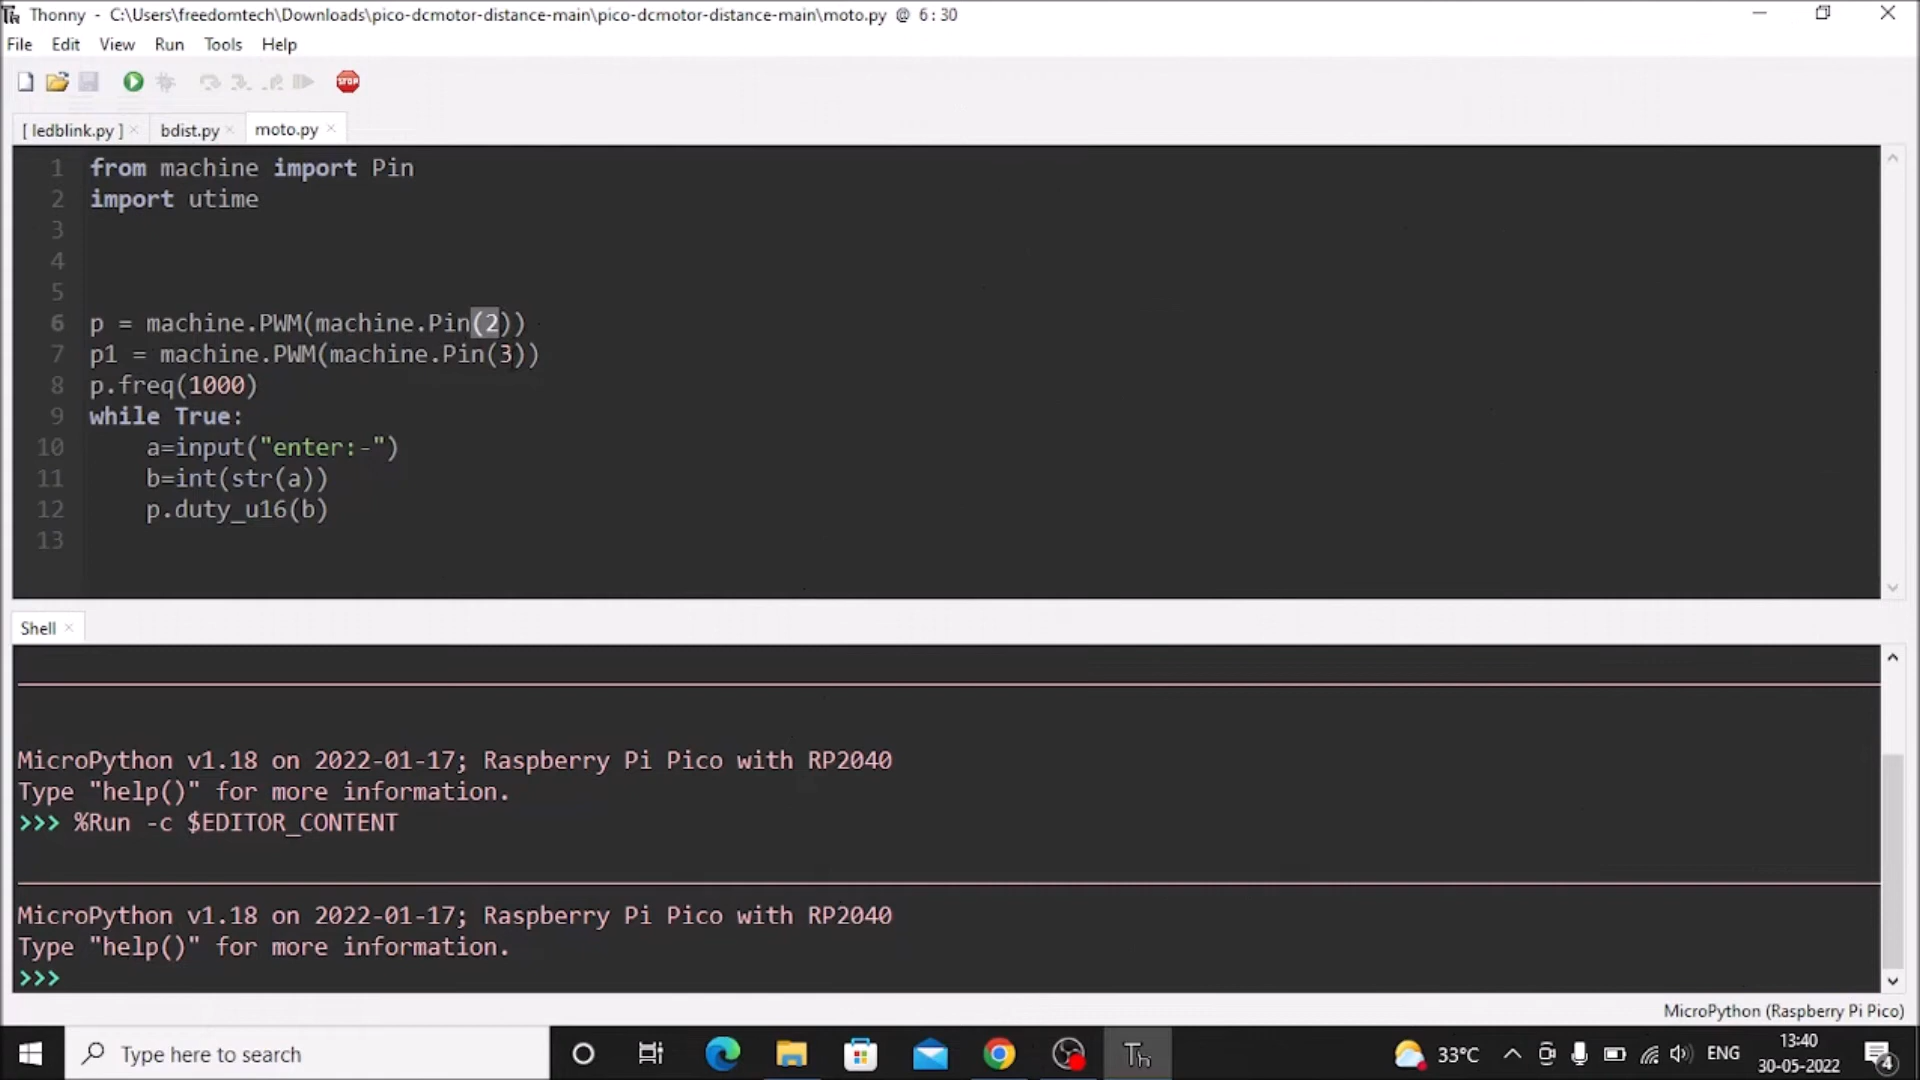 Th Thonny - C:\Users\freedomtech\Downloads\pico-dcmotor-distance-main\pico-dcmotor-distance-main\moto.py @ 6:30
File Edit View Run Tools Help
STOP
[ ledblink.py ] × bdist.py × moto.py ×
1 from machine import Pin
2 import utime
3
4
5
6 p = machine.PWM(machine.Pin(2))
7 p1 = machine.PWM(machine.Pin(3))
8 p.freq(1000)
9 while True:
10 a=input("enter:-")
11 b=int(str(a))
12 p.duty_u16(b)
13
Shell ×
MicroPython v1.18 on 2022-01-17; Raspberry Pi Pico with RP2040
Type "help()" for more information.
>>> %Run -c $EDITOR_CONTENT
MicroPython v1.18 on 2022-01-17; Raspberry Pi Pico with RP2040
Type "help()" for more information.
>>>
MicroPython (Raspberry Pi Pico)
Type here to search
Th
33°C
ENG
13:40
30-05-2022
4